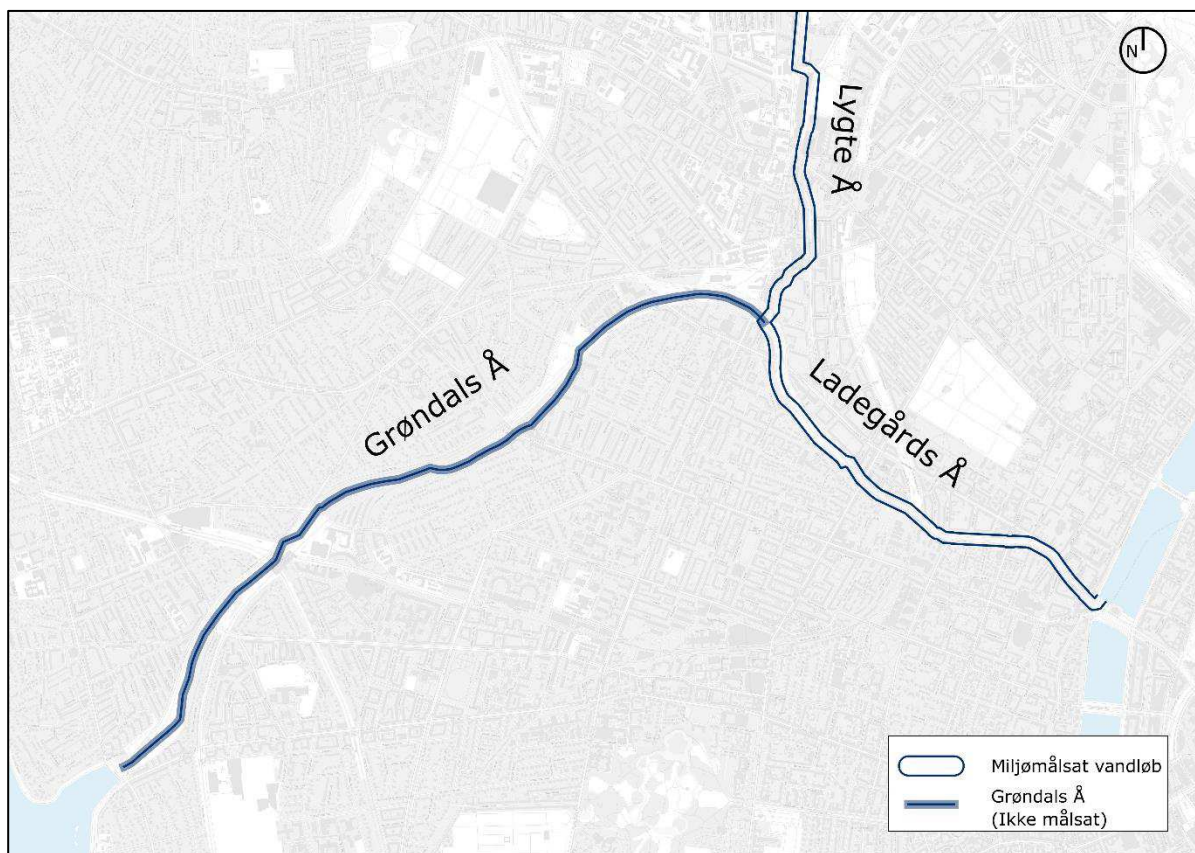 N
Lygte Å
Grøndals Å
Ladegårds Å
Miljømålsat vandløb
Grøndals Å
(Ikke målsat)